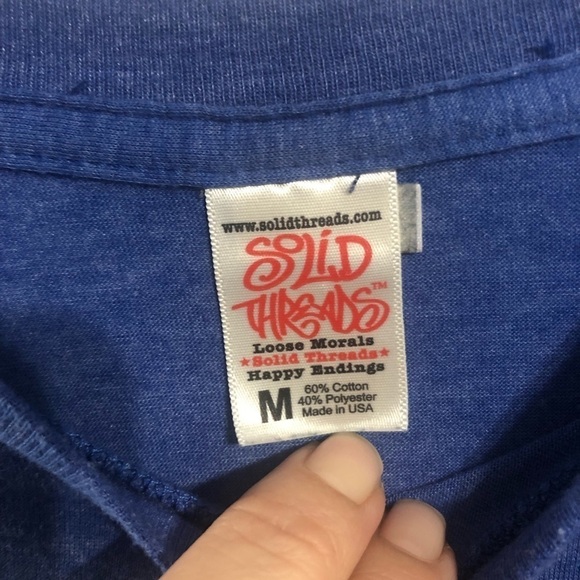 www.solidthreads.com
SOLID
THREADS™
Loose Morals
★Solid Threads★
Happy Endings
M 60% Cotton
40% Polyester
Made in USA